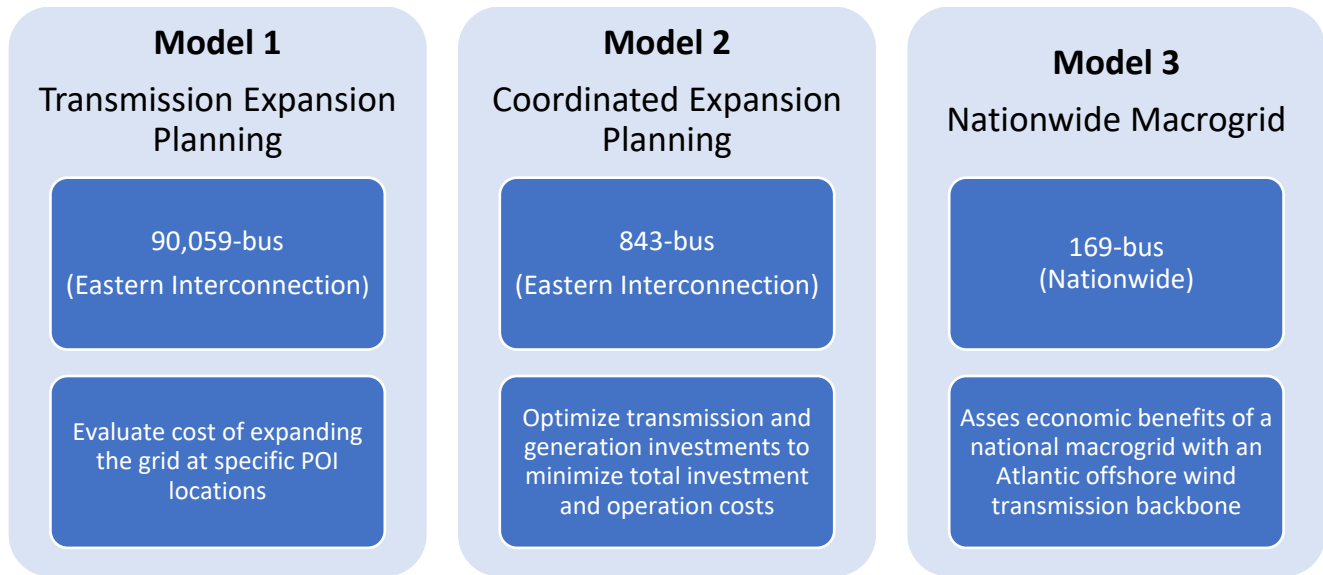 Model 1
Transmission Expansion
Planning
90,059-bus
(Eastern Interconnection)
Evaluate cost of expanding
the grid at specific POI
locations
Model 2
Coordinated Expansion
Planning
843-bus
(Eastern Interconnection)
Optimize transmission and
generation investments to
minimize total investment
and operation costs
Model 3
Nationwide Macrogrid
169-bus
(Nationwide)
Asses economic benefits of a
national macrogrid with an
Atlantic offshore wind
transmission backbone